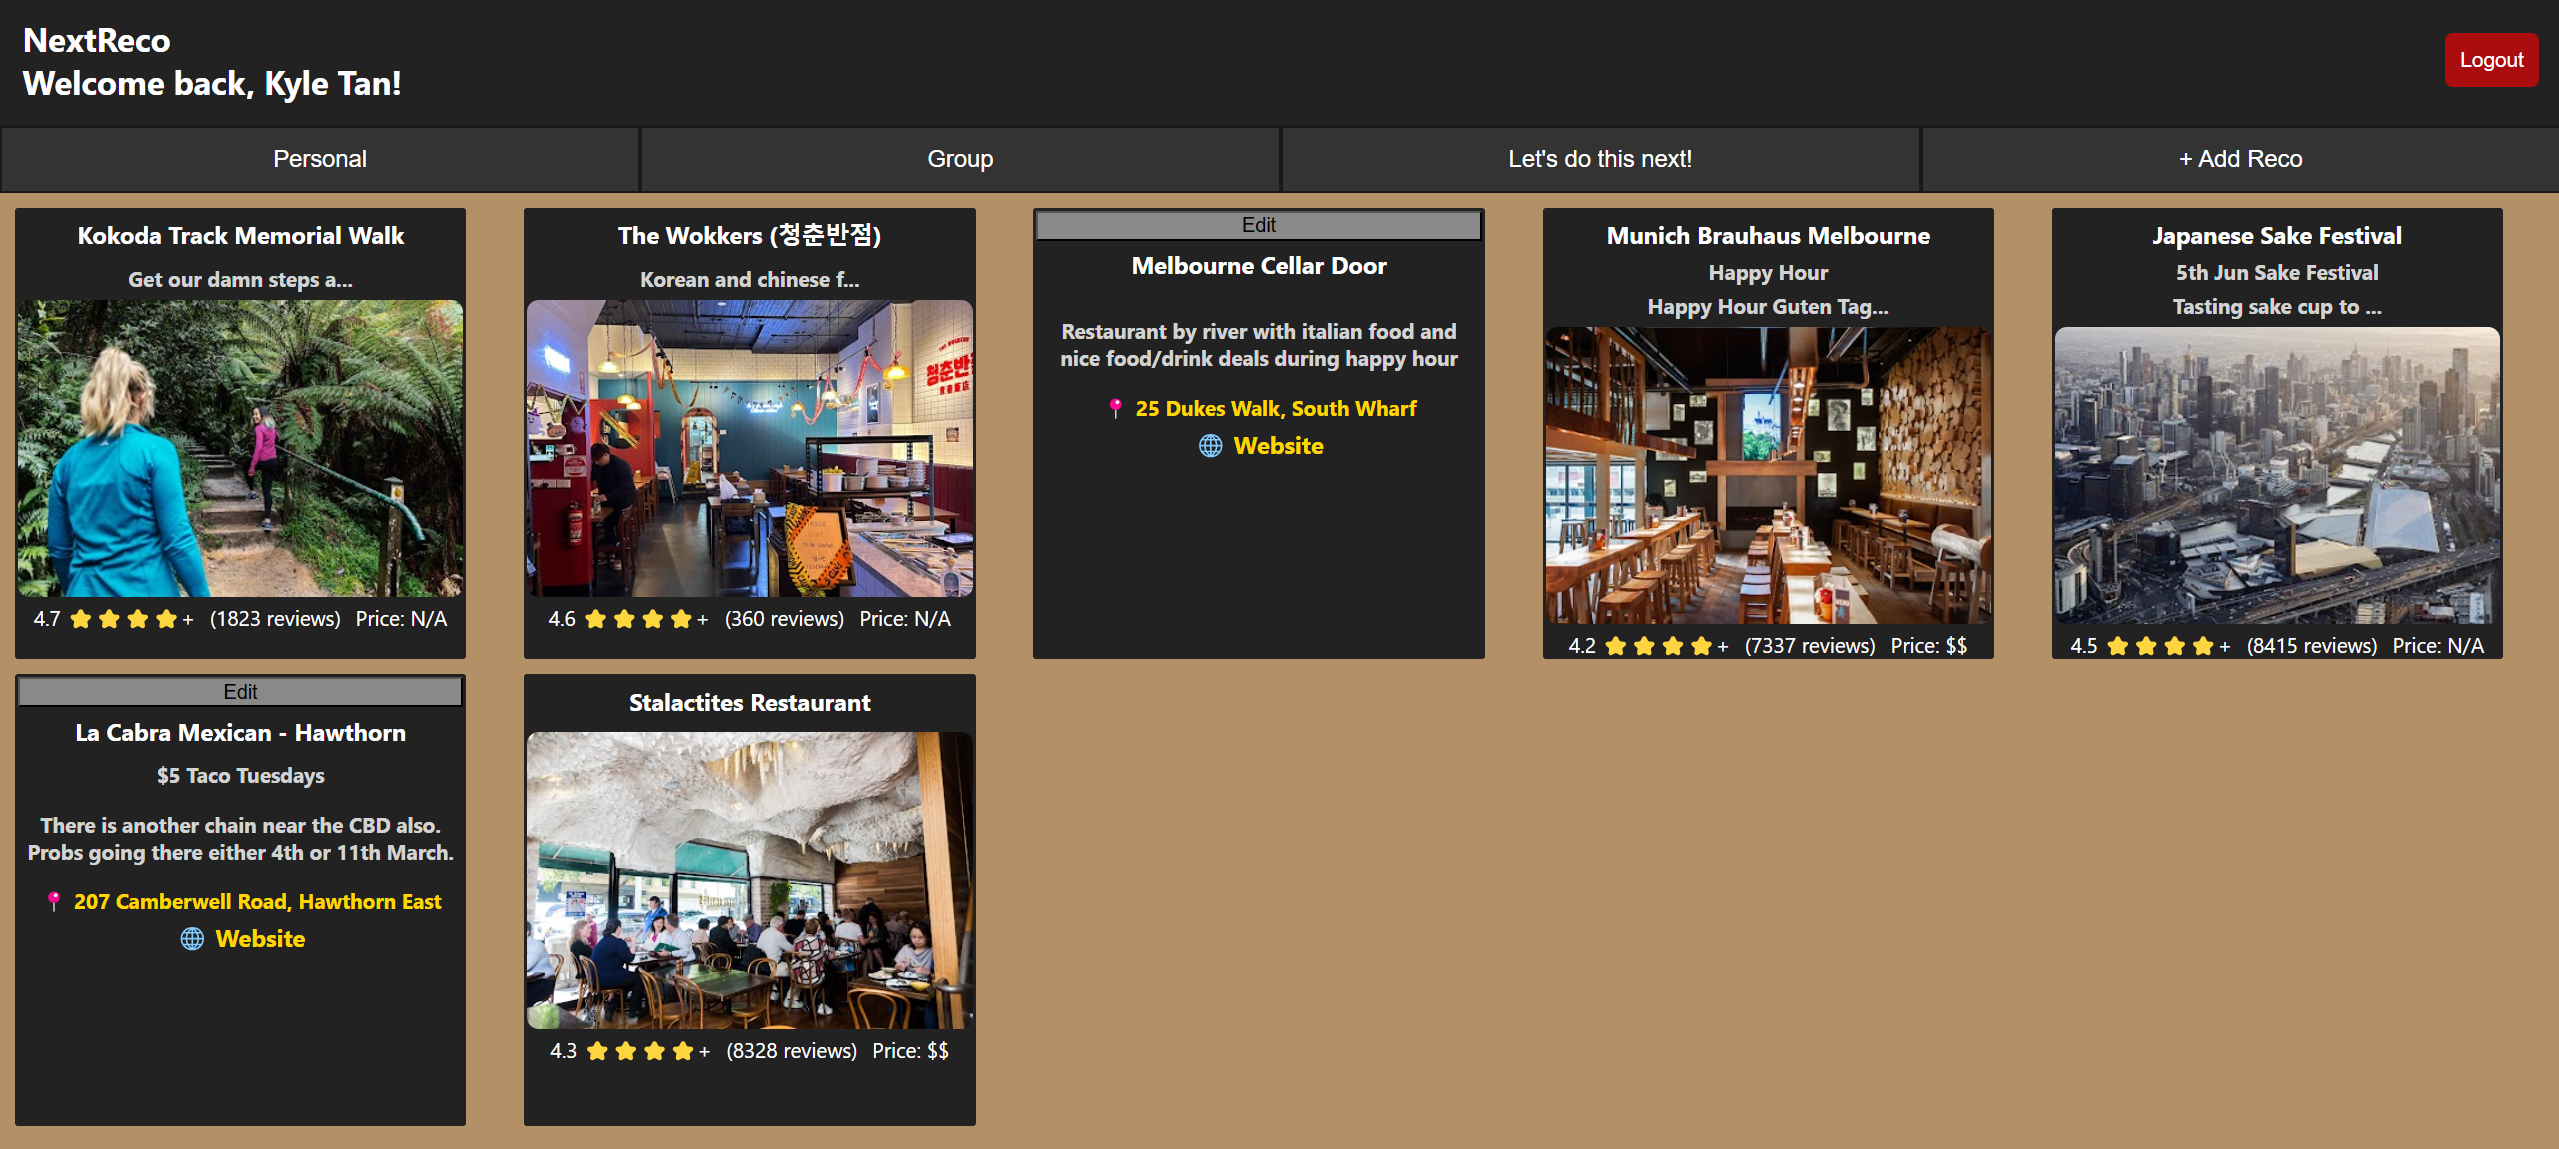 NextReco
Welcome back, Kyle Tan!
Logout
Personal
Group
Let's do this next!
+ Add Reco
Kokoda Track Memorial Walk
Get our damn steps a...
4.7 ⭐⭐⭐⭐+ (1823 reviews) Price: N/A
The Wokkers (청춘반점)
Korean and chinese f...
청춘반
4.6 ⭐⭐⭐⭐+ (360 reviews) Price: N/A
Edit
Melbourne Cellar Door
Restaurant by river with italian food and
nice food/drink deals during happy hour
📍 25 Dukes Walk, South Wharf
🌐 Website
Munich Brauhaus Melbourne
Happy Hour
Happy Hour Guten Tag...
4.2 ⭐⭐⭐⭐+ (7337 reviews) Price: $$
Japanese Sake Festival
5th Jun Sake Festival
Tasting sake cup to ...
4.5 ⭐⭐⭐⭐+ (8415 reviews) Price: N/A
Edit
La Cabra Mexican - Hawthorn
$5 Taco Tuesdays
There is another chain near the CBD also.
Probs going there either 4th or 11th March.
📍 207 Camberwell Road, Hawthorn East
🌐 Website
Stalactites Restaurant
4.3 ⭐⭐⭐⭐+ (8328 reviews) Price: $$